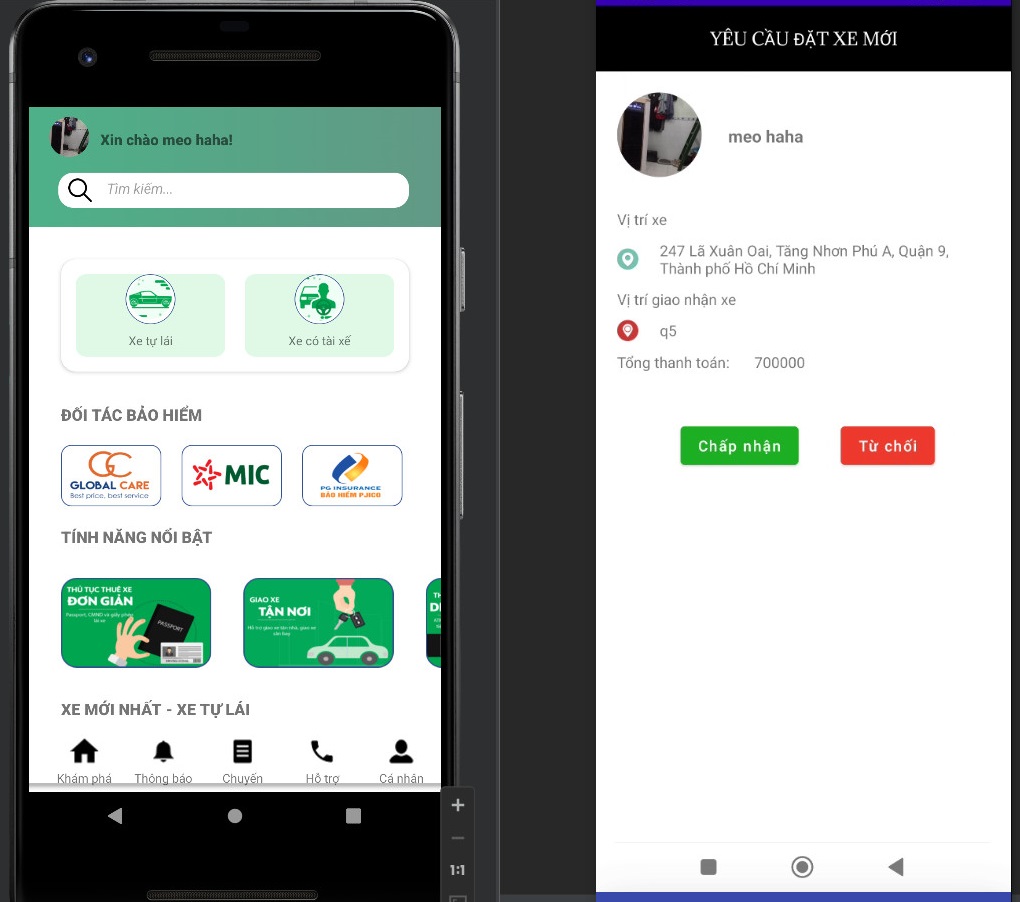 Xin chào meo haha!
Tìm kiếm...
Xe tự lái
Xe có tài xế
ĐỐI TÁC BẢO HIỂM
GC
GLOBAL CARE
Best price, best service
MIC
PG INSURANCE
BẢO HIỂM PJICO
TÍNH NĂNG NỔI BẬT
THỦ TỤC THUÊ XE
ĐƠN GIẢN
Passport, CMND và giấy phép
lái xe
PASSPORT
GIAO XE
TẬN NƠI
Hỗ trợ giao xe tận nhà, giao xe
sân bay
XE MỚI NHẤT - XE TỰ LÁI
Khám phá
Thông báo
Chuyến
Hỗ trợ
Cá nhân
1:1
YÊU CẦU ĐẶT XE MỚI
meo haha
Vị trí xe
247 Lã Xuân Oai, Tăng Nhơn Phú A, Quận 9,
Thành phố Hồ Chí Minh
Vị trí giao nhận xe
q5
Tổng thanh toán: 700000
Chấp nhận
Từ chối